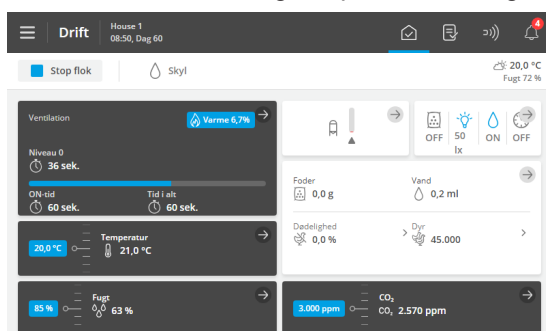 Drift
House 1
08:50, Dag 60
4
Stop flok
Skyl
20,0 °C
Fugt 72 %
Ventilation
Varme 6,7%
Niveau 0
36 sek.
ON-tid
Tid i alt
60 sek.
60 sek.
OFF
50
lx
ON
OFF
Foder
0,0 g
Vand
0,2 ml
Dødelighed
0,0 %
Dyr
45.000
20,0 °C
Temperatur
21,0 °C
85 %
Fugt
63 %
3.000 ppm
CO₂
CO₂ 2.570 ppm